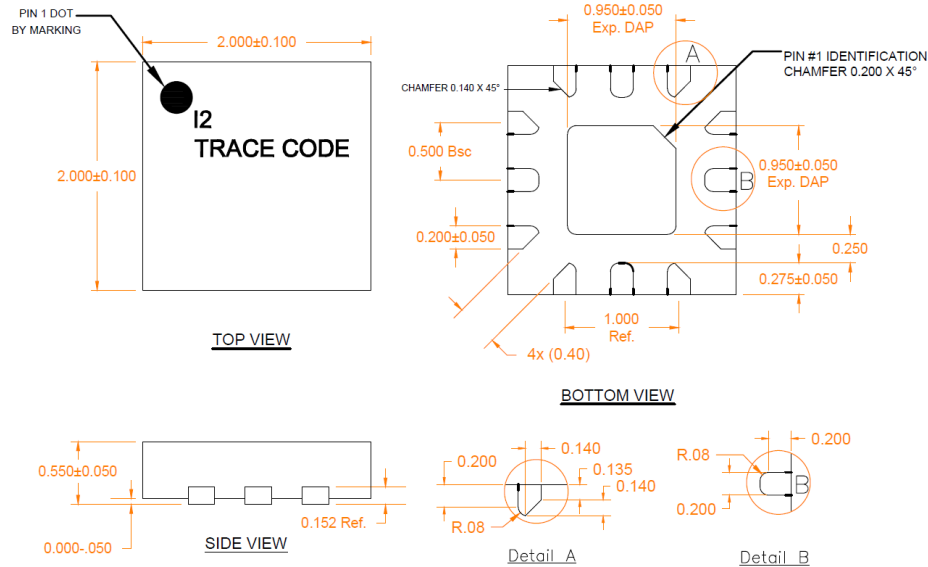 PIN 1 DOT
BY MARKING
2.000±0.100
I2
TRACE CODE
2.000±0.100
TOP VIEW
0.950±0.050
Exp. DAP
A
PIN #1 IDENTIFICATION
CHAMFER 0.200 X 45°
CHAMFER 0.140 X 45°
0.500 Bsc
0.950±0.050
Exp. DAP
B
0.200±0.050
0.250
0.275±0.050
1.000
Ref.
4x (0.40)
BOTTOM VIEW
0.550±0.050
0.152 Ref.
0.000-.050
SIDE VIEW
0.140
0.200
0.135
0.140
R.08
Detail A
0.200
R.08
B
0.200
Detail B